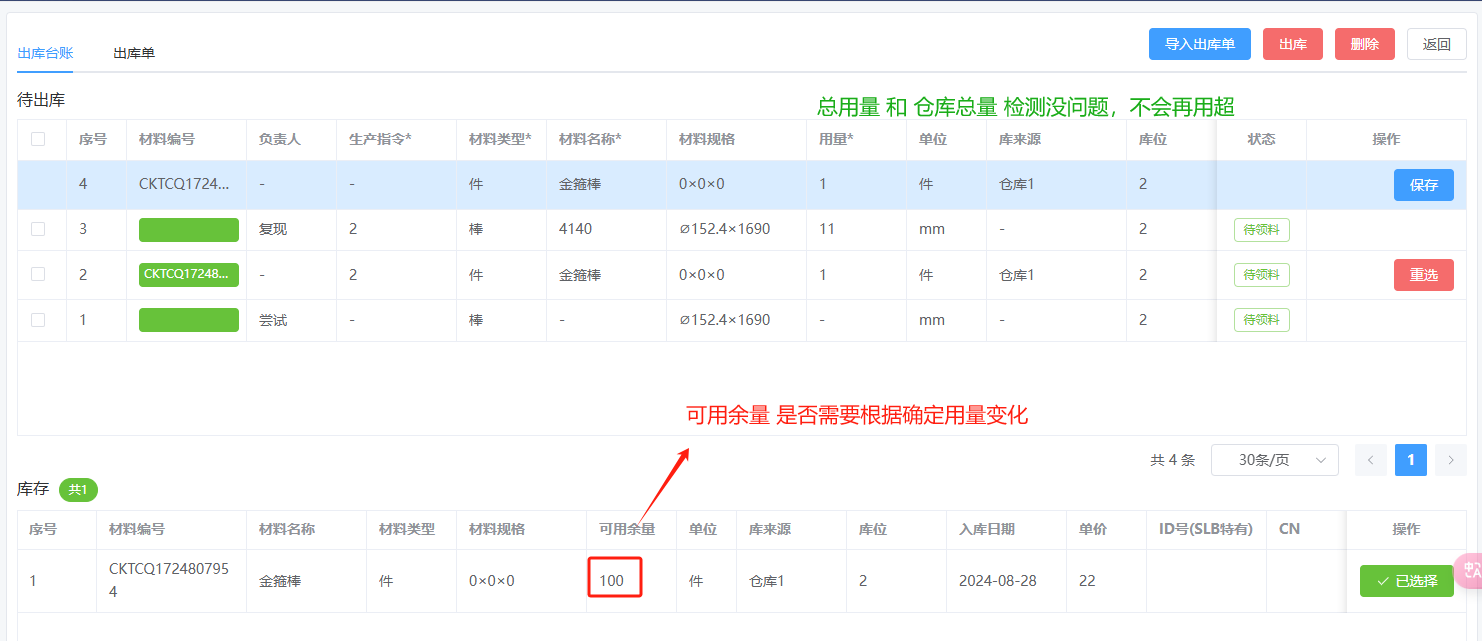 导入出库单 出库 删除 返回
出库台账 出库单
待出库
总用量 和 仓库总量 检测没问题，不会再用超
序号 材料编号 负责人 生产指令* 材料类型* 材料名称* 材料规格 用量* 单位 库来源 库位 状态 操作
4 CKTCQ1724... - - 件 金箍棒 0×0×0 1 件 仓库1 2 保存
3 复现 2 棒 4140 ∅152.4×1690 11 mm - 2 待领料
2 CKTCQ17248... - 2 件 金箍棒 0×0×0 1 件 仓库1 2 待领料 重选
1 尝试 - 棒 - ∅152.4×1690 - mm - 2 待领料
可用余量 是否需要根据确定用量变化
共 4 条 30条/页 1
库存 共1
序号 材料编号 材料名称 材料类型 材料规格 可用余量 单位 库来源 库位 入库日期 单价 ID号(SLB特有) CN 操作
1 CKTCQ172480795
4 金箍棒 件 0×0×0 100 件 仓库1 2 2024-08-28 22 已选择